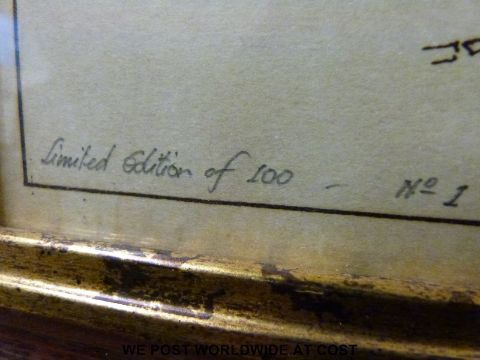 Limited Edition of 100 - Nº 1
WE POST WORLDWIDE AT COST